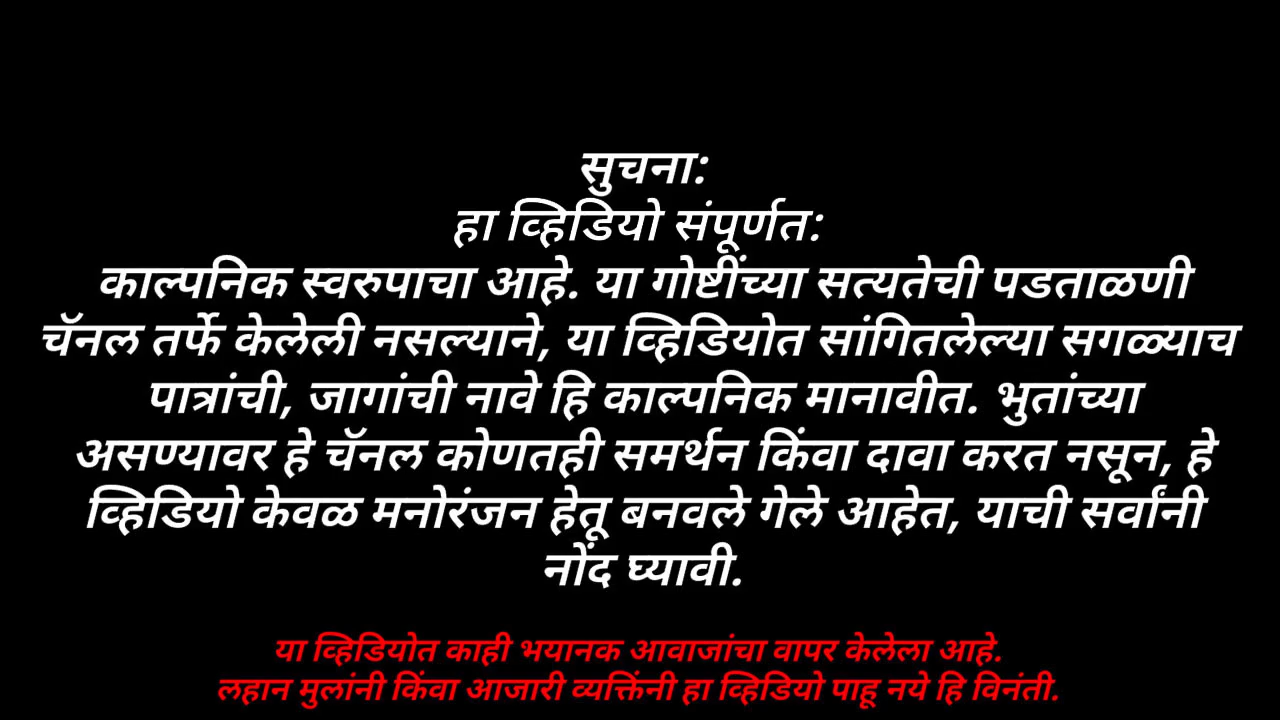 सुचना:
हा व्हिडियो संपूर्णत:
काल्पनिक स्वरुपाचा आहे. या गोष्टींच्या सत्यतेची पडताळणी
चॅनल तर्फे केलेली नसल्याने, या व्हिडियोत सांगितलेल्या सगळ्याच
पात्रांची, जागांची नावे हि काल्पनिक मानावीत. भुतांच्या
असण्यावर हे चॅनल कोणतही समर्थन किंवा दावा करत नसून, हे
व्हिडियो केवळ मनोरंजन हेतू बनवले गेले आहेत, याची सर्वांनी
नोंद घ्यावी.
या व्हिडियोत काही भयानक आवाजांचा वापर केलेला आहे.
लहान मुलांनी किंवा आजारी व्यक्तिंनी हा व्हिडियो पाहू नये हि विनंती.